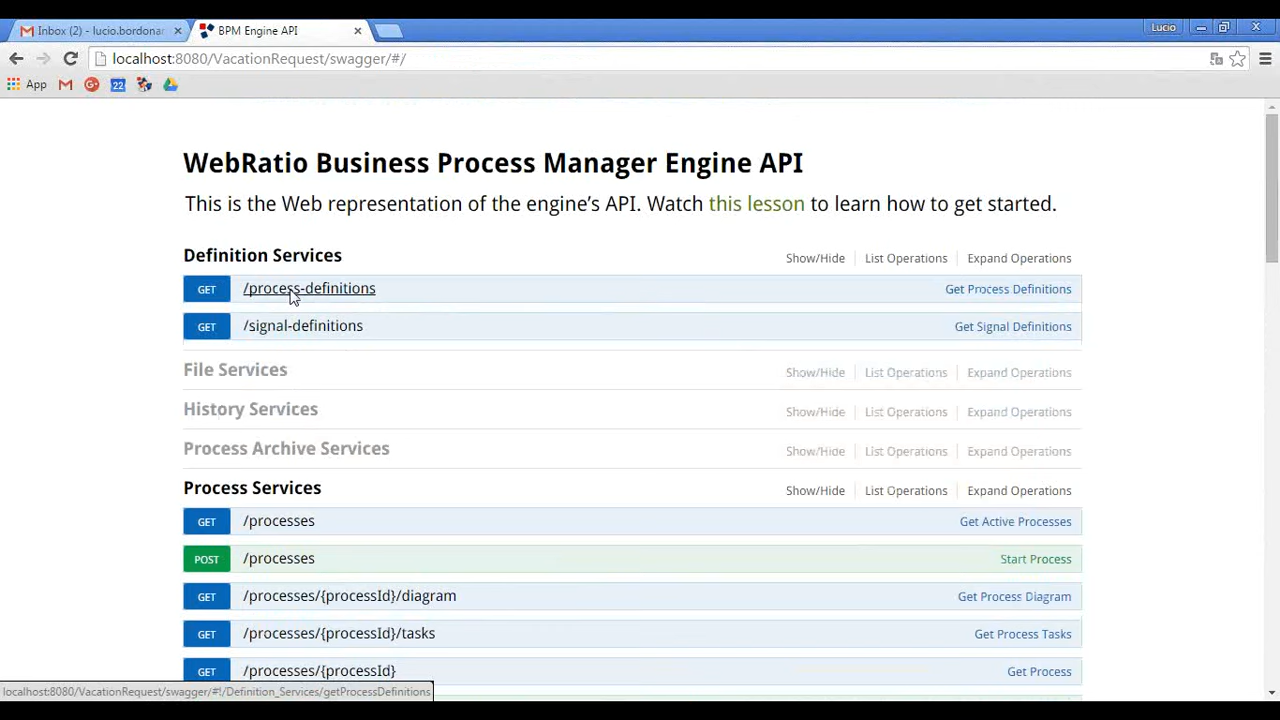 Inbox (2) - lucio.bordonar
BPM Engine API
Lucio
localhost:8080/VacationRequest/swagger/#/
App
22
WebRatio Business Process Manager Engine API
This is the Web representation of the engine's API. Watch this lesson to learn how to get started.
Definition Services Show/Hide List Operations Expand Operations
GET /process-definitions Get Process Definitions
GET /signal-definitions Get Signal Definitions
File Services Show/Hide List Operations Expand Operations
History Services Show/Hide List Operations Expand Operations
Process Archive Services Show/Hide List Operations Expand Operations
Process Services Show/Hide List Operations Expand Operations
GET /processes Get Active Processes
POST /processes Start Process
GET /processes/{processId}/diagram Get Process Diagram
GET /processes/{processId}/tasks Get Process Tasks
GET /processes/{processId} Get Process
localhost:8080/VacationRequest/swagger/#!/Definition_Services/getProcessDefinitions